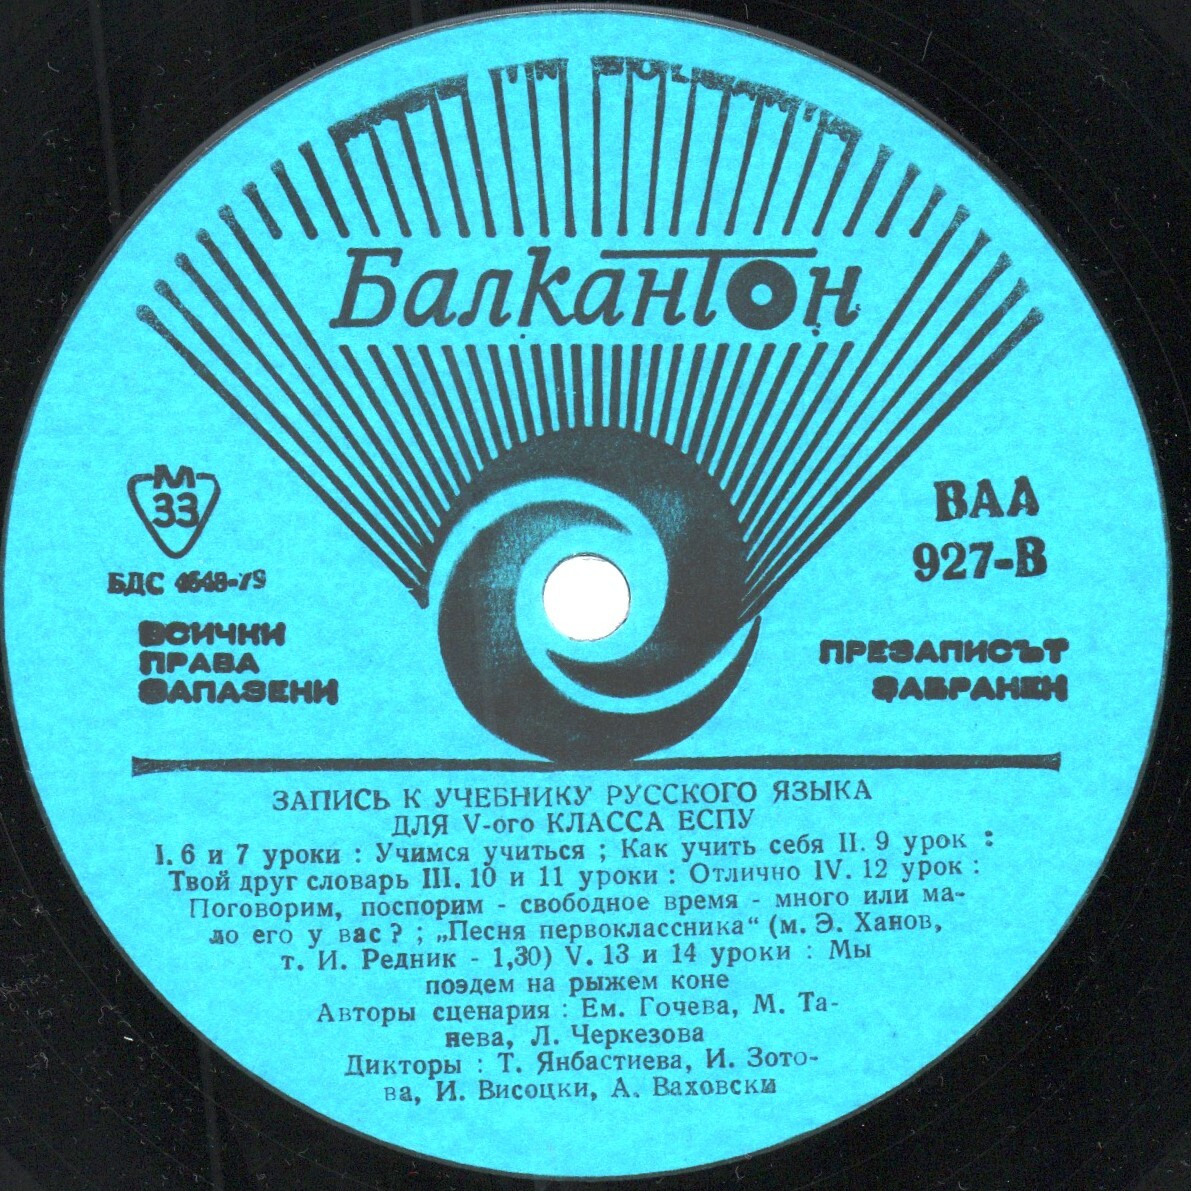 Балкантон
М
33
БДС 4648-79
ВСИЧКИ
ПРАВА
ЗАПАЗЕНИ
ВАА
927-В
ПРЕЗАПИСЪТ
ЗАБРАНЕН
ЗАПИСЬ К УЧЕБНИКУ РУССКОГО ЯЗЫКА
ДЛЯ V-ого КЛАССА ЕСПУ
I. 6 и 7 уроки : Учимся учиться ; Как учить себя II. 9 урок :
Твой друг словарь III. 10 и 11 уроки : Отлично IV. 12 урок :
Поговорим, поспорим - свободное время - много или ма-
ло его у вас ? ; „Песня первоклассника“ (м. Э. Ханов,
т. И. Редник - 1,30) V. 13 и 14 уроки : Мы
поэдем на рыжем коне
Авторы сценария : Ем. Гочева, М. Та-
нева, Л. Черкезова
Дикторы : Т. Янбастиева, И. Зото-
ва, И. Висоцки, А. Ваховски